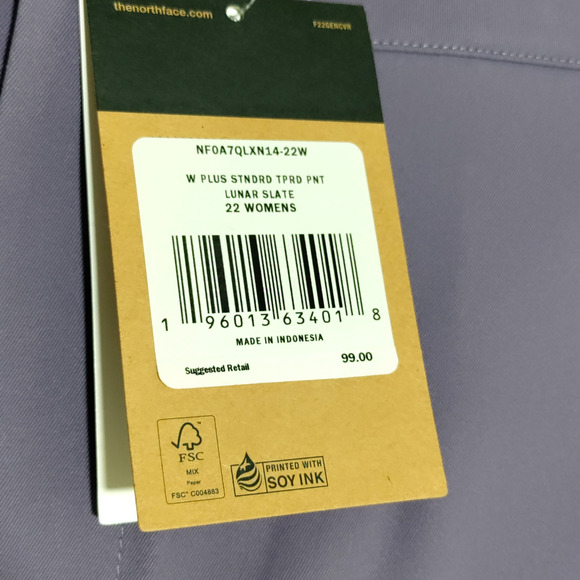 thenorthface.com
F22GENCVR
NF0A7QLXN14-22W
W PLUS STNDRD TPRD PNT
LUNAR SLATE
22 WOMENS
1 96013 63401 8
MADE IN INDONESIA
Suggested Retail 99.00
FSC
MIX
Paper
FSC® C004883
PRINTED WITH
SOY INK